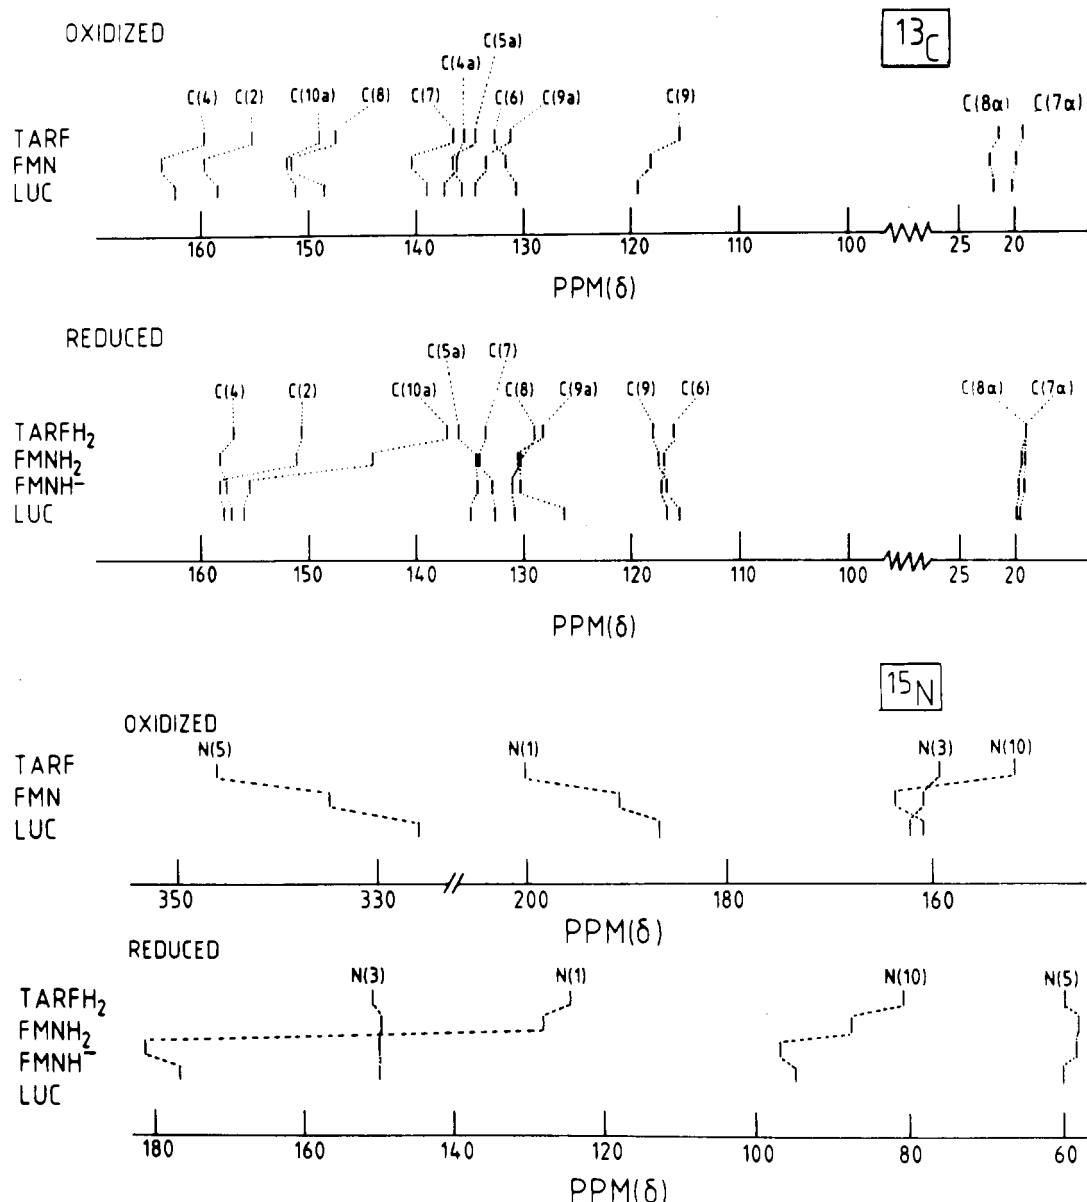 OXIDIZED
13C
C(5a)
C(4a)
C(4) C(2) C(10a) C(8) C(7) C(6) C(9a) C(9) C(8α) C(7α)
TARF
FMN
LUC
160 150 140 130 120 110 100 25 20
PPM(δ)
REDUCED
C(5a) C(7)
C(4) C(2) C(10a) C(8) C(9a) C(9) C(6) C(8α) C(7α)
TARFH2
FMNH2
FMNH−
LUC
160 150 140 130 120 110 100 25 20
PPM(δ)
15N
OXIDIZED
N(5) N(1) N(3) N(10)
TARF
FMN
LUC
350 330 200 180 160
PPM(δ)
REDUCED
N(3) N(1) N(10) N(5)
TARFH2
FMNH2
FMNH−
LUC
180 160 140 120 100 80 60
PPM(δ)